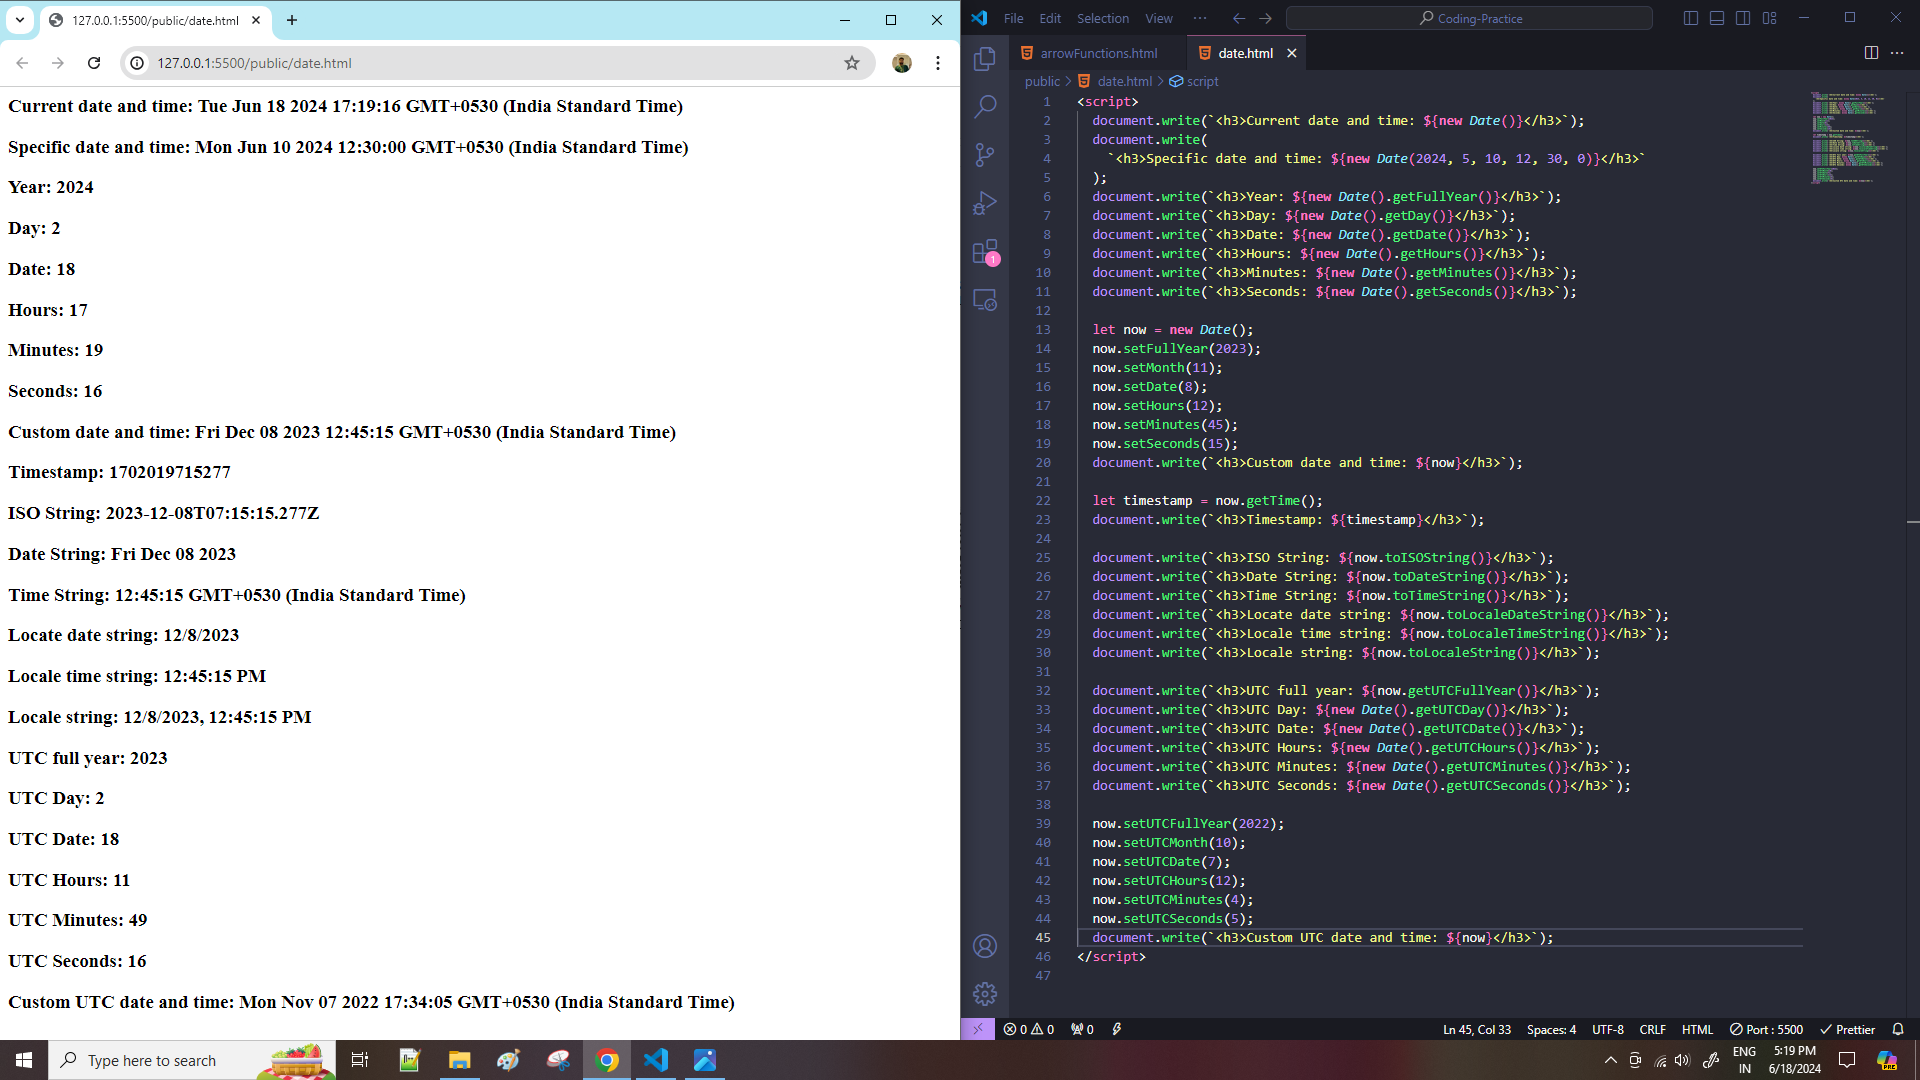 127.0.0.1:5500/public/date.html
127.0.0.1:5500/public/date.html
Current date and time: Tue Jun 18 2024 17:19:16 GMT+0530 (India Standard Time)
Specific date and time: Mon Jun 10 2024 12:30:00 GMT+0530 (India Standard Time)
Year: 2024
Day: 2
Date: 18
Hours: 17
Minutes: 19
Seconds: 16
Custom date and time: Fri Dec 08 2023 12:45:15 GMT+0530 (India Standard Time)
Timestamp: 1702019715277
ISO String: 2023-12-08T07:15:15.277Z
Date String: Fri Dec 08 2023
Time String: 12:45:15 GMT+0530 (India Standard Time)
Locate date string: 12/8/2023
Locale time string: 12:45:15 PM
Locale string: 12/8/2023, 12:45:15 PM
UTC full year: 2023
UTC Day: 2
UTC Date: 18
UTC Hours: 11
UTC Minutes: 49
UTC Seconds: 16
Custom UTC date and time: Mon Nov 07 2022 17:34:05 GMT+0530 (India Standard Time)
File Edit Selection View ··· Coding-Practice
arrowFunctions.html date.html
public > date.html > script
1 <script>
2 document.write(`<h3>Current date and time: ${new Date()}</h3>`);
3 document.write(
4 `<h3>Specific date and time: ${new Date(2024, 5, 10, 12, 30, 0)}</h3>`
5 );
6 document.write(`<h3>Year: ${new Date().getFullYear()}</h3>`);
7 document.write(`<h3>Day: ${new Date().getDay()}</h3>`);
8 document.write(`<h3>Date: ${new Date().getDate()}</h3>`);
9 document.write(`<h3>Hours: ${new Date().getHours()}</h3>`);
10 document.write(`<h3>Minutes: ${new Date().getMinutes()}</h3>`);
11 document.write(`<h3>Seconds: ${new Date().getSeconds()}</h3>`);
12
13 let now = new Date();
14 now.setFullYear(2023);
15 now.setMonth(11);
16 now.setDate(8);
17 now.setHours(12);
18 now.setMinutes(45);
19 now.setSeconds(15);
20 document.write(`<h3>Custom date and time: ${now}</h3>`);
21
22 let timestamp = now.getTime();
23 document.write(`<h3>Timestamp: ${timestamp}</h3>`);
24
25 document.write(`<h3>ISO String: ${now.toISOString()}</h3>`);
26 document.write(`<h3>Date String: ${now.toDateString()}</h3>`);
27 document.write(`<h3>Time String: ${now.toTimeString()}</h3>`);
28 document.write(`<h3>Locate date string: ${now.toLocaleDateString()}</h3>`);
29 document.write(`<h3>Locale time string: ${now.toLocaleTimeString()}</h3>`);
30 document.write(`<h3>Locale string: ${now.toLocaleString()}</h3>`);
31
32 document.write(`<h3>UTC full year: ${now.getUTCFullYear()}</h3>`);
33 document.write(`<h3>UTC Day: ${new Date().getUTCDay()}</h3>`);
34 document.write(`<h3>UTC Date: ${new Date().getUTCDate()}</h3>`);
35 document.write(`<h3>UTC Hours: ${new Date().getUTCHours()}</h3>`);
36 document.write(`<h3>UTC Minutes: ${new Date().getUTCMinutes()}</h3>`);
37 document.write(`<h3>UTC Seconds: ${new Date().getUTCSeconds()}</h3>`);
38
39 now.setUTCFullYear(2022);
40 now.setUTCMonth(10);
41 now.setUTCDate(7);
42 now.setUTCHours(12);
43 now.setUTCMinutes(4);
44 now.setUTCSeconds(5);
45 document.write(`<h3>Custom UTC date and time: ${now}</h3>`);
46 </script>
47
1
0 0 0 Ln 45, Col 33 Spaces: 4 UTF-8 CRLF HTML Port : 5500 Prettier
Type here to search
ENG
IN
5:19 PM
6/18/2024
PRE